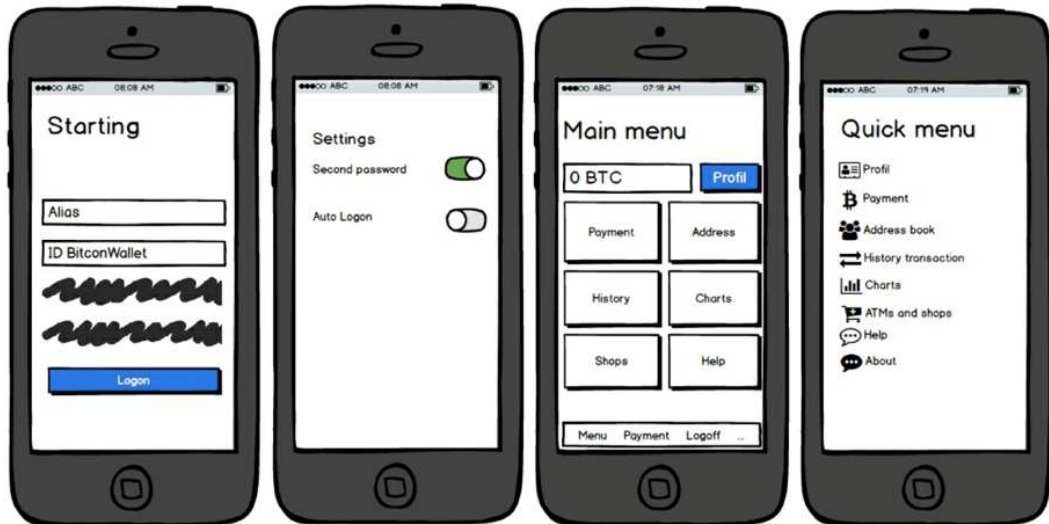 ABC 08:08 AM
Starting
Alias
ID BitconWallet
Logon
ABC 08:08 AM
Settings
Second password
Auto Logon
ABC 07:18 AM
Main menu
0 BTC Profil
Payment Address
History Charts
Shops Help
Menu Payment Logoff ...
ABC 07:19 AM
Quick menu
Profil
Payment
Address book
History transaction
Charts
ATMs and shops
Help
About